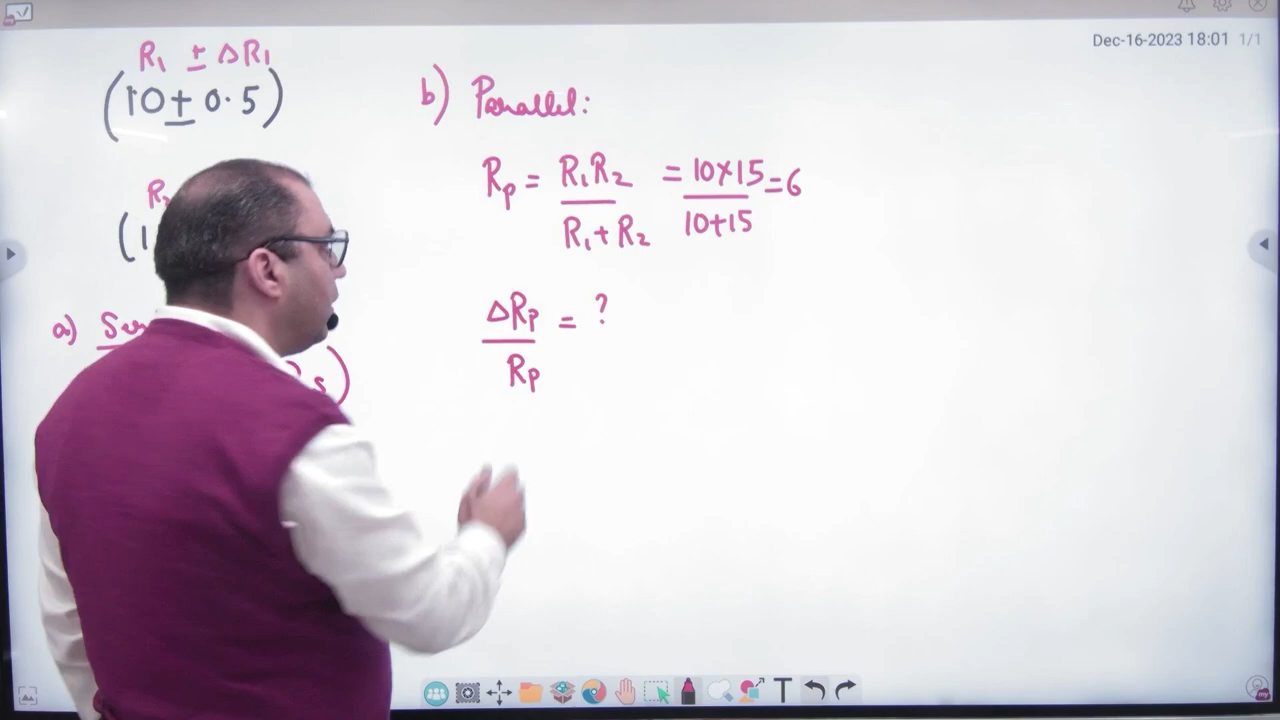 Dec-16-2023 18:01 1/1
R₁ ± ΔR₁
(10 ± 0.5)
b) Parallel:
Rp = R₁R₂ / R₁ + R₂ = 10×15 / 10+15 = 6
a)
ΔRp / Rp = ?
T